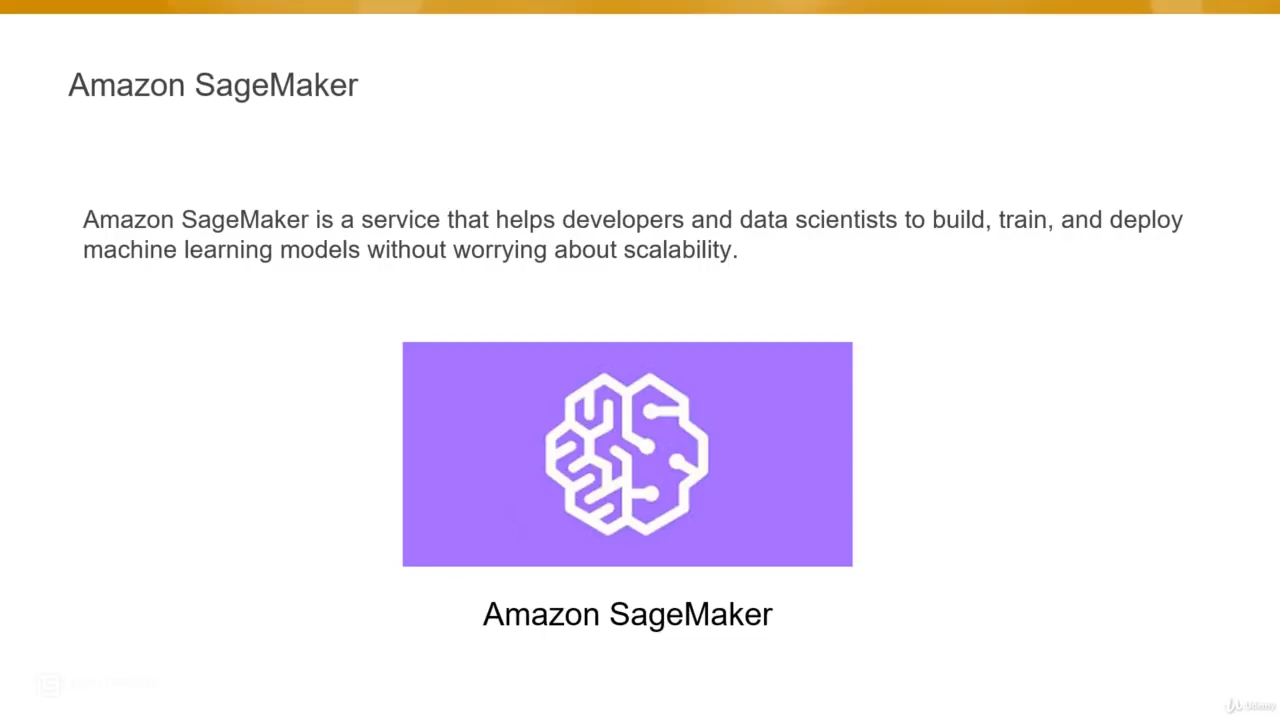 Amazon SageMaker
Amazon SageMaker is a service that helps developers and data scientists to build, train, and deploy
machine learning models without worrying about scalability.
Amazon SageMaker
Udemy